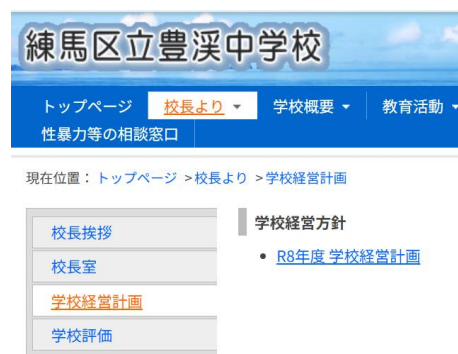 練馬区立豊渓中学校
トップページ 校長より 学校概要 教育活動
性暴力等の相談窓口
現在位置： トップページ >校長より >学校経営計画
校長挨拶
校長室
学校経営計画
学校評価
学校経営方針
R8年度 学校経営計画